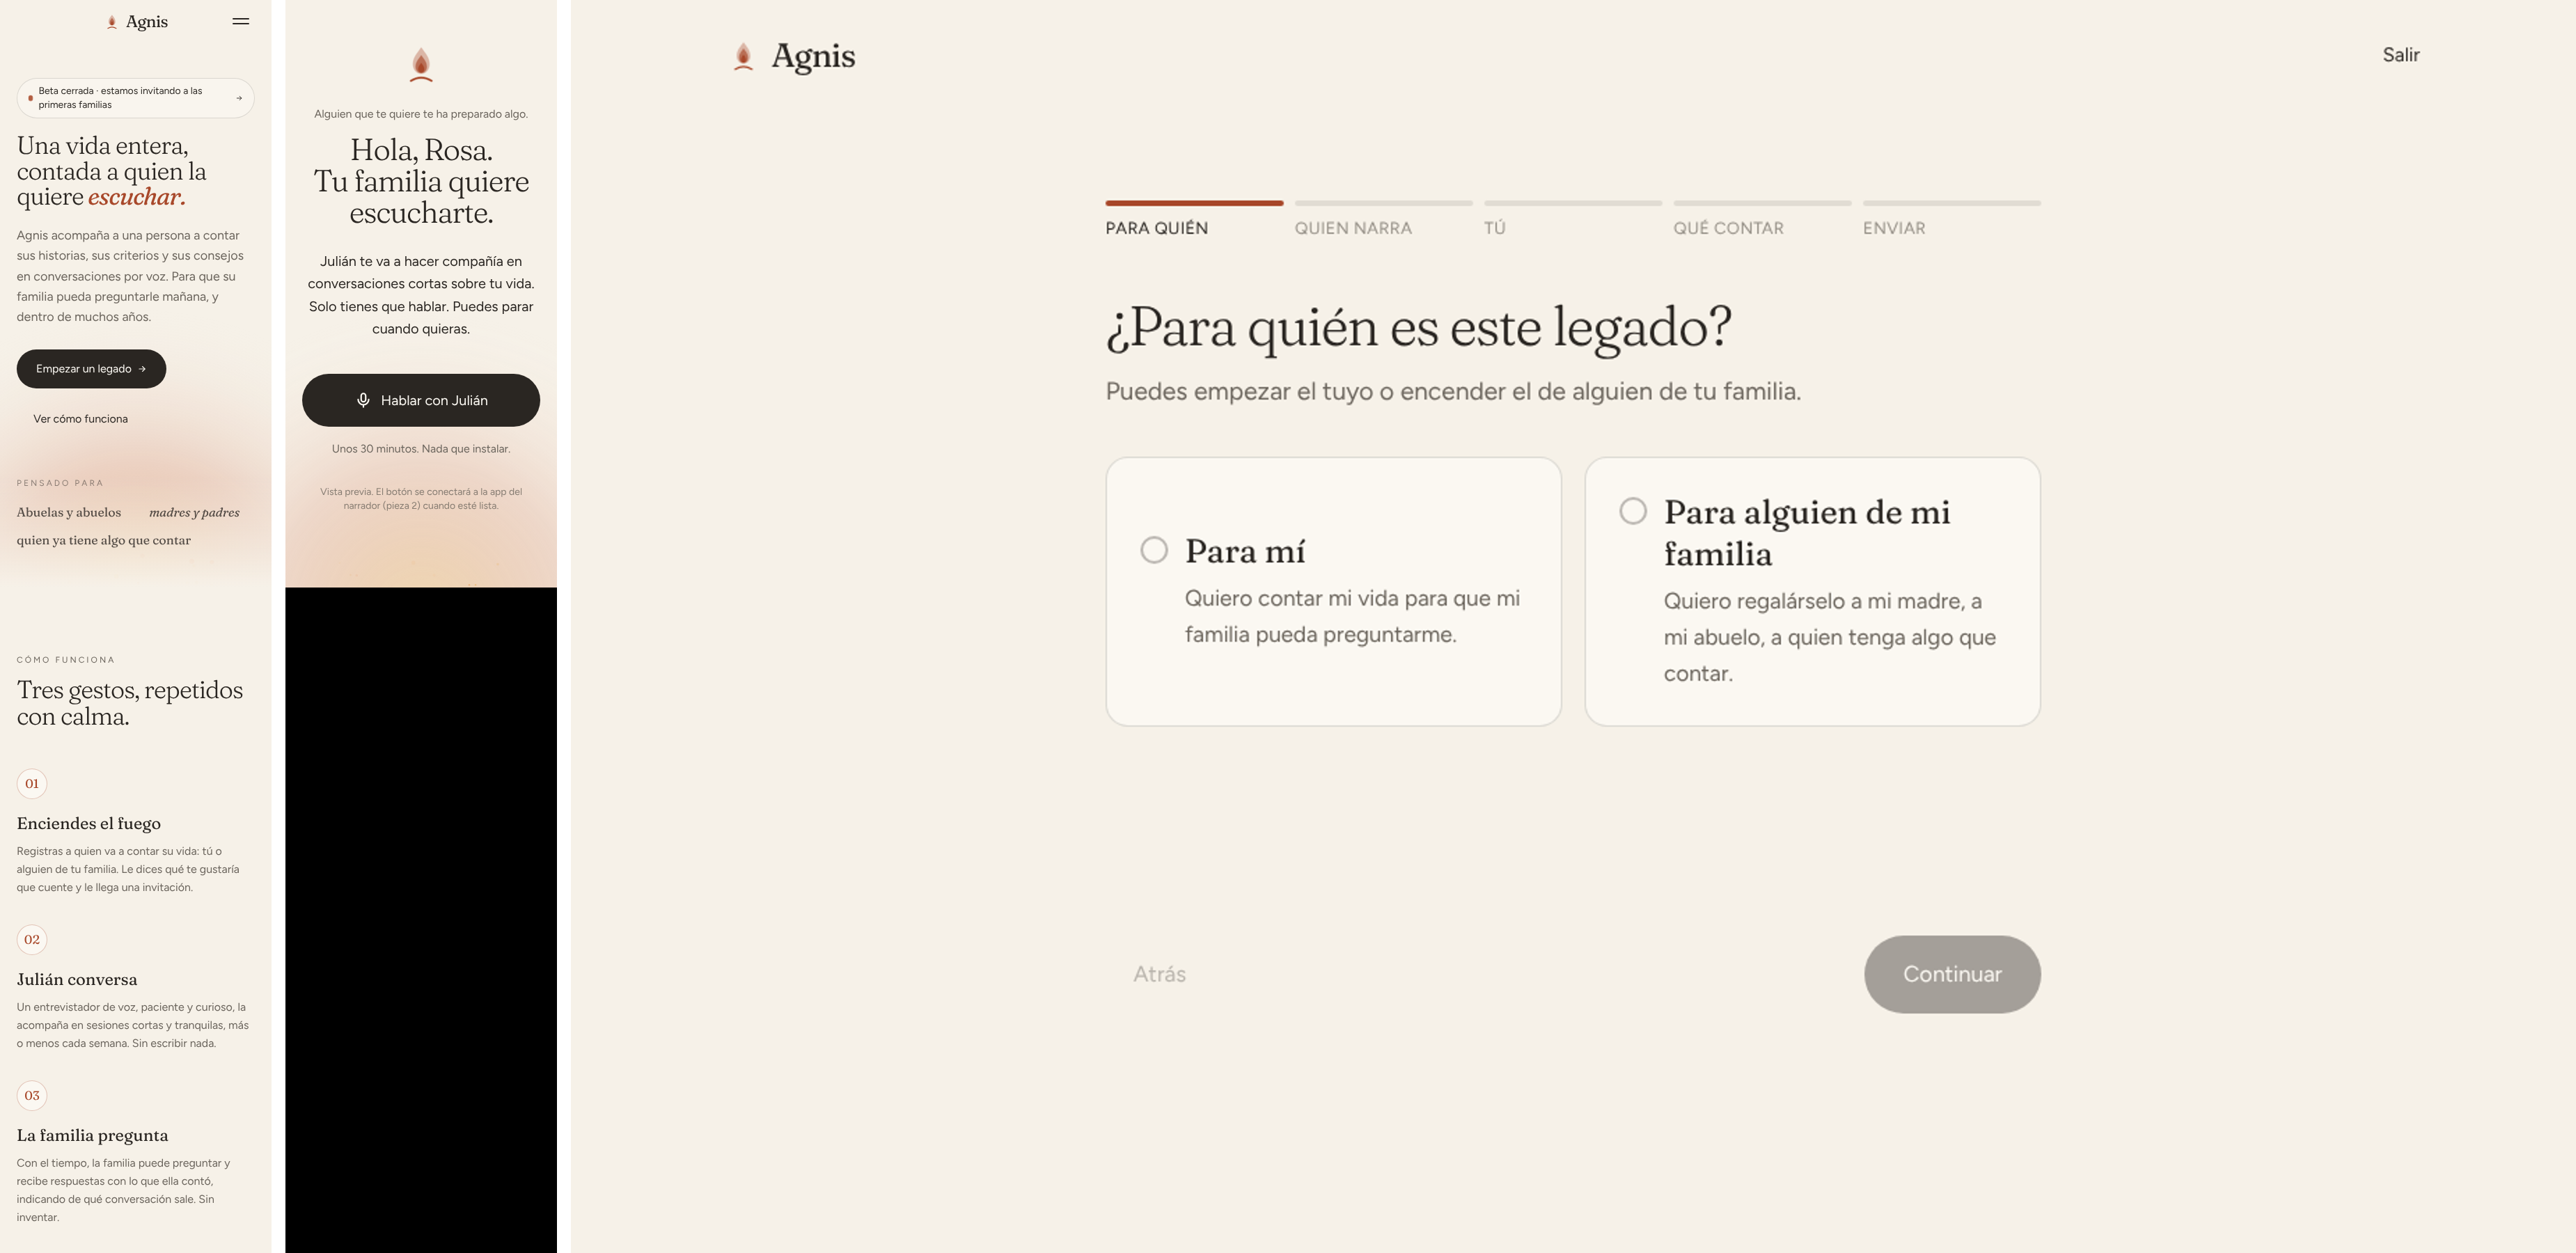 Agnis
Beta cerrada · estamos invitando a las
primeras familias →
Una vida entera,
contada a quien la
quiere escuchar.
Agnis acompaña a una persona a contar
sus historias, sus criterios y sus consejos
en conversaciones por voz. Para que su
familia pueda preguntarle mañana, y
dentro de muchos años.
Empezar un legado →
Ver cómo funciona
PENSADO PARA
Abuelas y abuelos madres y padres
quien ya tiene algo que contar
CÓMO FUNCIONA
Tres gestos, repetidos
con calma.
01
Enciendes el fuego
Registras a quien va a contar su vida: tú o
alguien de tu familia. Le dices qué te gustaría
que cuente y le llega una invitación.
02
Julián conversa
Un entrevistador de voz, paciente y curioso, la
acompaña en sesiones cortas y tranquilas, más
o menos cada semana. Sin escribir nada.
03
La familia pregunta
Con el tiempo, la familia puede preguntar y
recibe respuestas con lo que ella contó,
indicando de qué conversación sale. Sin
inventar.
Alguien que te quiere te ha preparado algo.
Hola, Rosa.
Tu familia quiere
escucharte.
Julián te va a hacer compañía en
conversaciones cortas sobre tu vida.
Solo tienes que hablar. Puedes parar
cuando quieras.
Hablar con Julián
Unos 30 minutos. Nada que instalar.
Vista previa. El botón se conectará a la app del
narrador (pieza 2) cuando esté lista.
Agnis
Salir
PARA QUIÉN QUIEN NARRA TÚ QUÉ CONTAR ENVIAR
¿Para quién es este legado?
Puedes empezar el tuyo o encender el de alguien de tu familia.
Para mí
Quiero contar mi vida para que mi
familia pueda preguntarme.
Para alguien de mi
familia
Quiero regalárselo a mi madre, a
mi abuelo, a quien tenga algo que
contar.
Atrás
Continuar